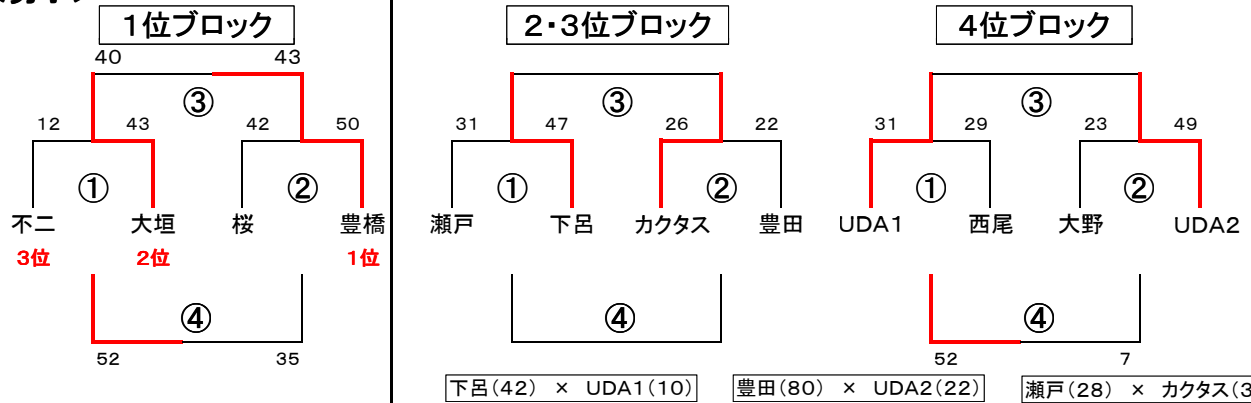 1位ブロック 2・3位ブロック 4位ブロック
40 43
③ ③ ③
12 43 42 50 31 47 26 22 31 29 23 49
① ② ① ② ① ②
不二 大垣 桜 豊橋 瀬戸 下呂 カクタス 豊田 UDA1 西尾 大野 UDA2
3位 2位 1位
④ ④ ④
52 35 52 7
下呂(42) × UDA1(10) 豊田(80) × UDA2(22) 瀬戸(28) × カクタス(3